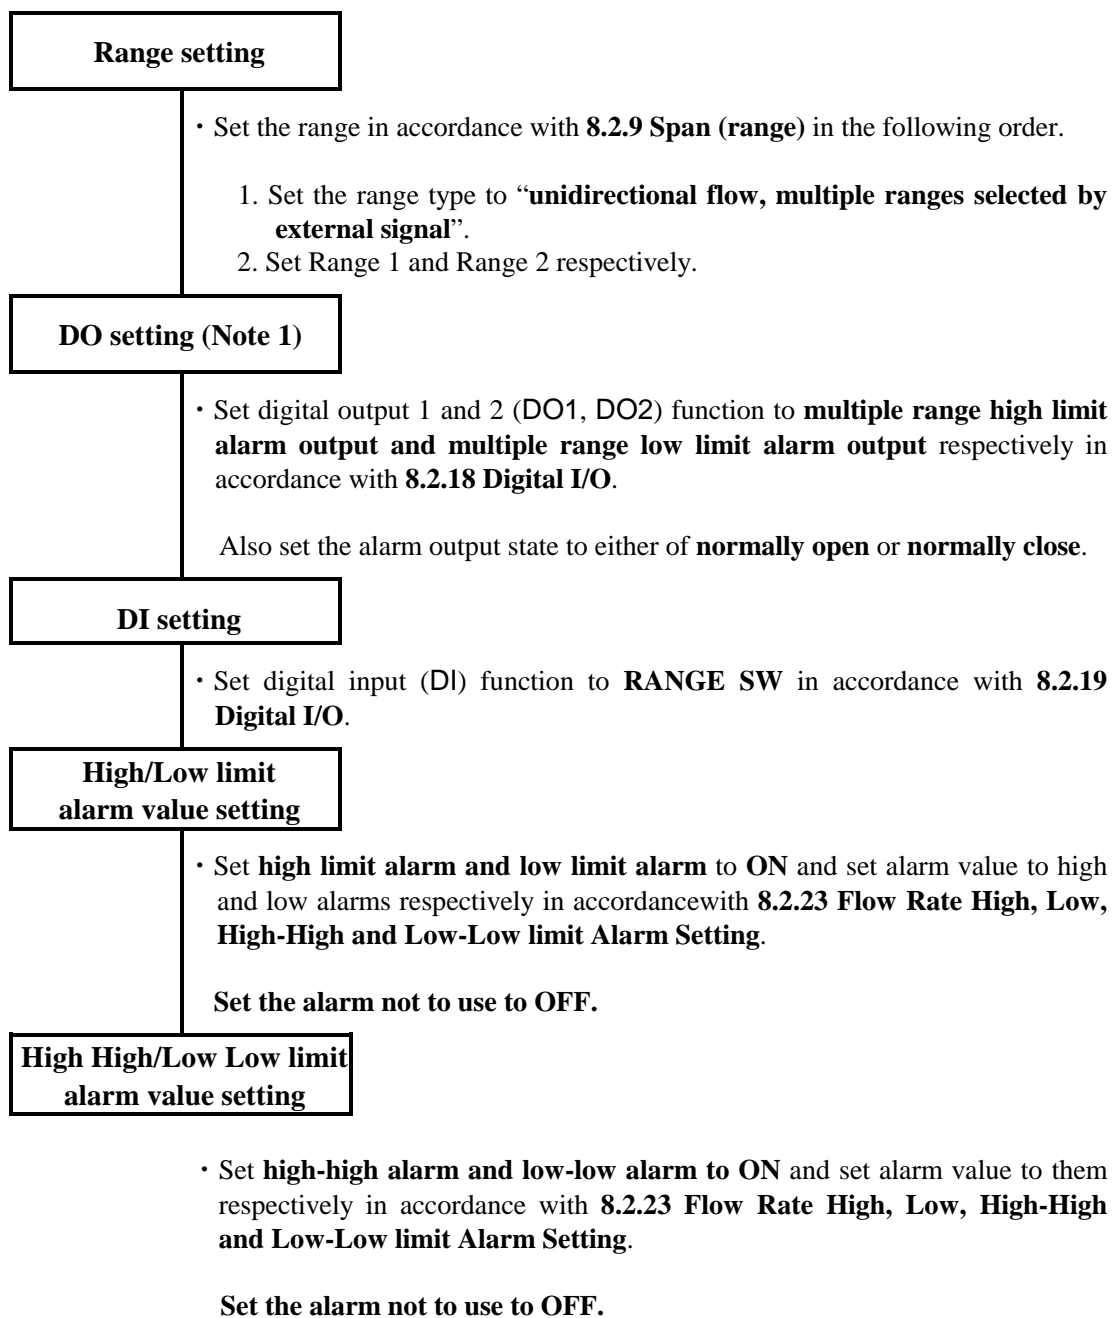 Range setting
・Set the range in accordance with 8.2.9 Span (range) in the following order.
1. Set the range type to “unidirectional flow, multiple ranges selected by
external signal”.
2. Set Range 1 and Range 2 respectively.
DO setting (Note 1)
・Set digital output 1 and 2 (DO1, DO2) function to multiple range high limit
alarm output and multiple range low limit alarm output respectively in
accordance with 8.2.18 Digital I/O.
Also set the alarm output state to either of normally open or normally close.
DI setting
・Set digital input (DI) function to RANGE SW in accordance with 8.2.19
Digital I/O.
High/Low limit
alarm value setting
・Set high limit alarm and low limit alarm to ON and set alarm value to high
and low alarms respectively in accordancewith 8.2.23 Flow Rate High, Low,
High-High and Low-Low limit Alarm Setting.
Set the alarm not to use to OFF.
High High/Low Low limit
alarm value setting
・Set high-high alarm and low-low alarm to ON and set alarm value to them
respectively in accordance with 8.2.23 Flow Rate High, Low, High-High
and Low-Low limit Alarm Setting.
Set the alarm not to use to OFF.